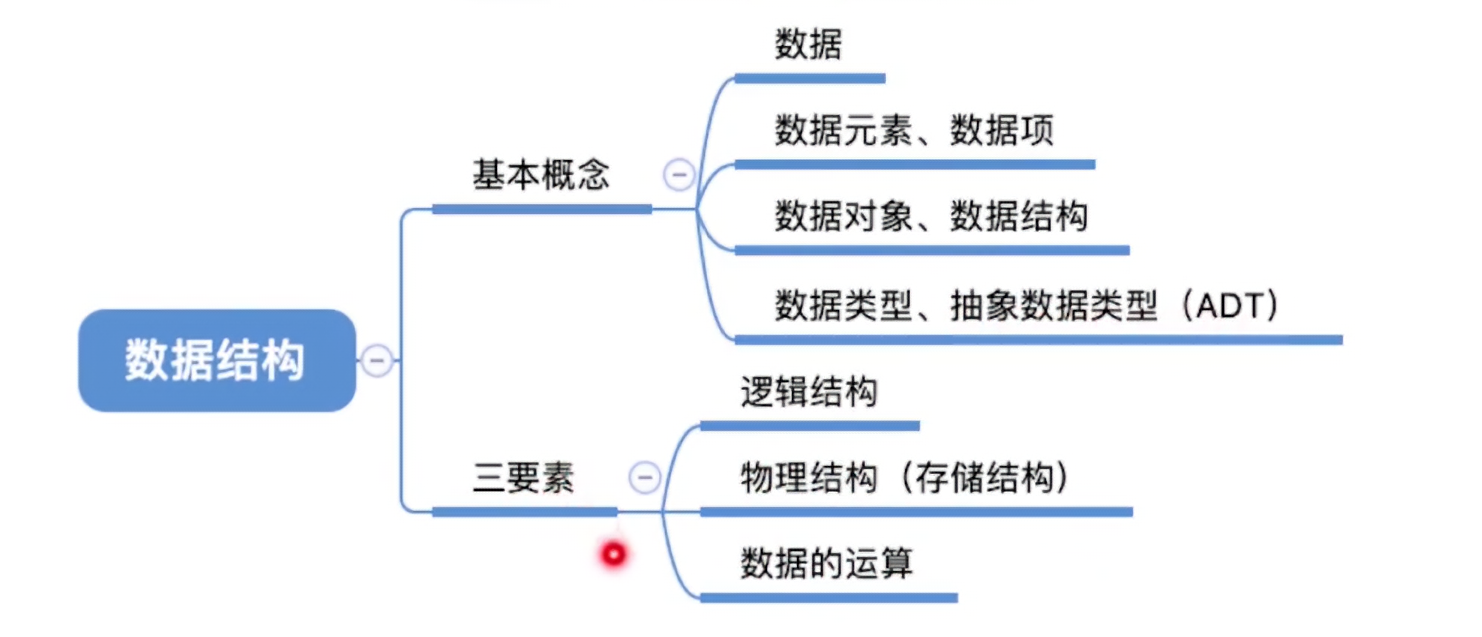 数据结构
基本概念
数据
数据元素、数据项
数据对象、数据结构
数据类型、抽象数据类型（ADT）
三要素
逻辑结构
物理结构（存储结构）
数据的运算